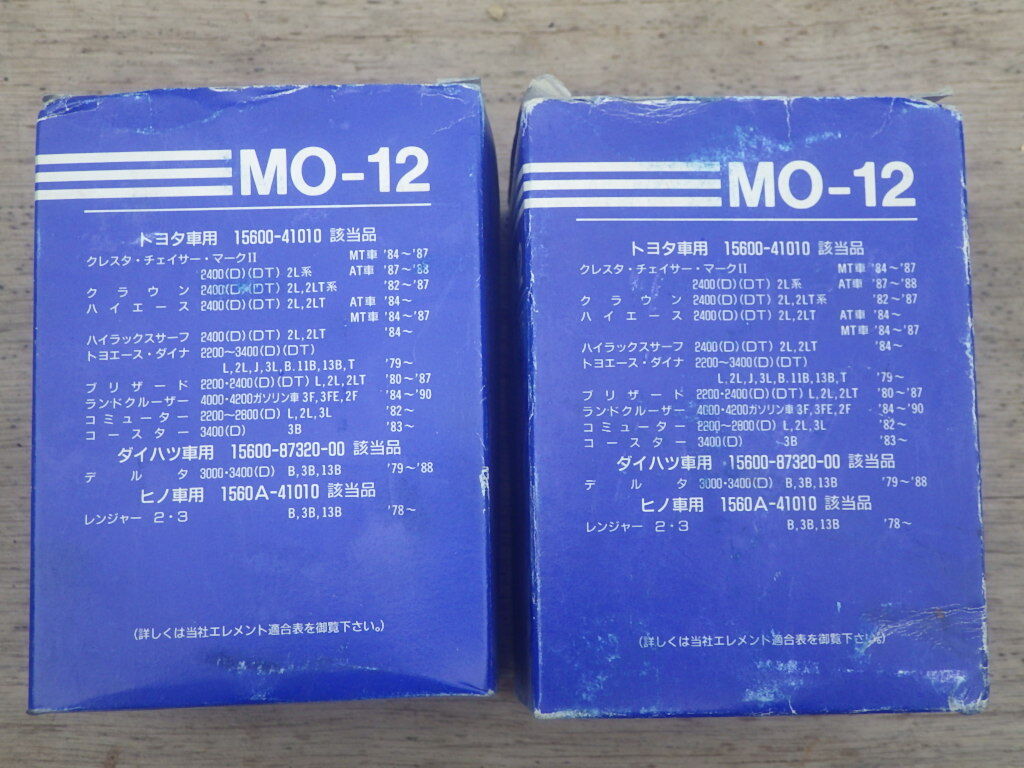 MO-12
トヨタ車用 15600-41010 該当品
クレスタ・チェイサー・マークII MT車 '84～'87
2400(D)(DT) 2L系 AT車 '87～'88
クラウン 2400(D)(DT) 2L,2LT系 '82～'87
ハイエース 2400(D)(DT) 2L,2LT AT車 '84～
MT車 '84～'87
ハイラックスサーフ 2400(D)(DT) 2L,2LT '84～
トヨエース・ダイナ 2200～3400(D)(DT)
L,2L,J,3L,B.11B,13B,T '79～
ブリザード 2200・2400(D)(DT) L,2L,2LT '80～'87
ランドクルーザー 4000・4200ガソリン車 3F,3FE,2F '84～'90
コミューター 2200～2800(D) L,2L,3L '82～
コースター 3400(D) 3B '83～
ダイハツ車用 15600-87320-00 該当品
デルタ 3000・3400(D) B,3B,13B '79～'88
ヒノ車用 1560A-41010 該当品
レンジャー 2・3 B,3B,13B '78～
(詳しくは当社エレメント適合表を御覧下さい。)
MO-12
トヨタ車用 15600-41010 該当品
クレスタ・チェイサー・マークII MT車 '84～'87
2400(D)(DT) 2L系 AT車 '87～'88
クラウン 2400(D)(DT) 2L,2LT系 '82～'87
ハイエース 2400(D)(DT) 2L,2LT AT車 '84～
MT車 '84～'87
ハイラックスサーフ 2400(D)(DT) 2L,2LT '84～
トヨエース・ダイナ 2200～3400(D)(DT)
L,2L,J,3L,B.11B,13B,T '79～
ブリザード 2200・2400(D)(DT) L,2L,2LT '80～'87
ランドクルーザー 4000・4200ガソリン車 3F,3FE,2F '84～'90
コミューター 2200～2800(D) L,2L,3L '82～
コースター 3400(D) 3B '83～
ダイハツ車用 15600-87320-00 該当品
デルタ 3000・3400(D) B,3B,13B '79～'88
ヒノ車用 1560A-41010 該当品
レンジャー 2・3 B,3B,13B '78～
(詳しくは当社エレメント適合表を御覧下さい。)